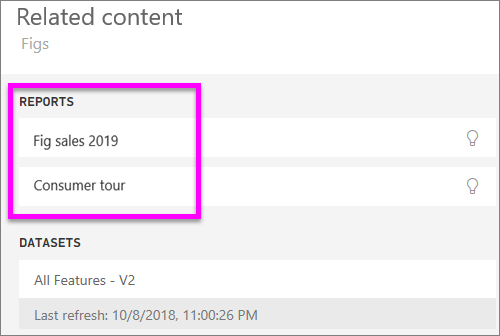 Related content
Figs
REPORTS
Fig sales 2019
Consumer tour
DATASETS
All Features - V2
Last refresh: 10/8/2018, 11:00:26 PM